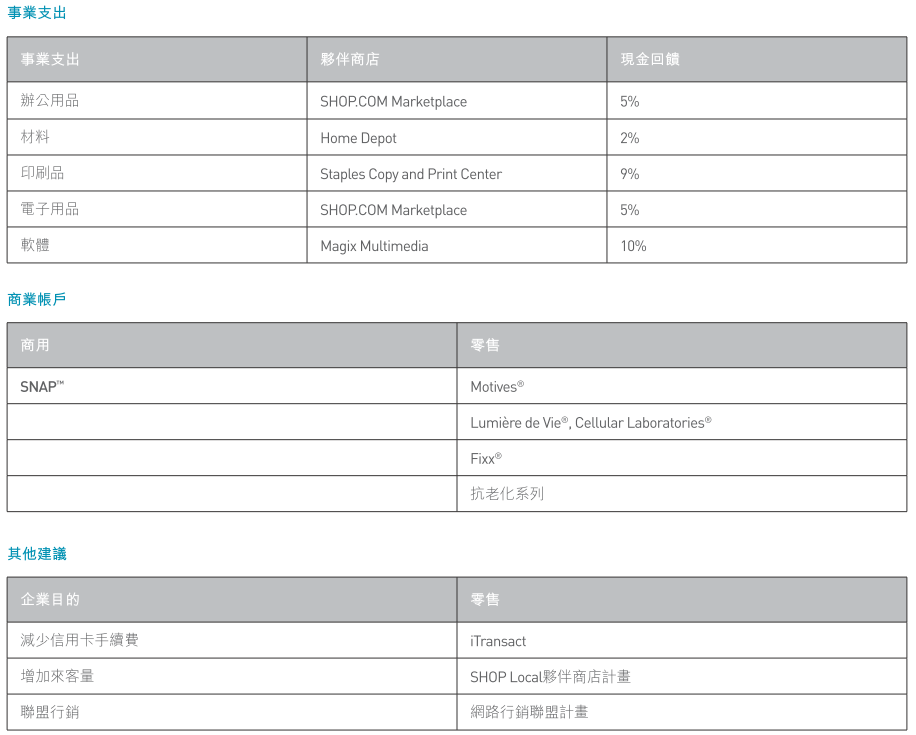 事業支出
事業支出 夥伴商店 現金回饋
辦公用品 SHOP.COM Marketplace 5%
材料 Home Depot 2%
印刷品 Staples Copy and Print Center 9%
電子用品 SHOP.COM Marketplace 5%
軟體 Magix Multimedia 10%
商業帳戶
商用 零售
SNAP™ Motives®
Lumière de Vie®, Cellular Laboratories®
Fixx®
抗老化系列
其他建議
企業目的 零售
減少信用卡手續費 iTransact
增加來客量 SHOP Local夥伴商店計畫
聯盟行銷 網路行銷聯盟計畫